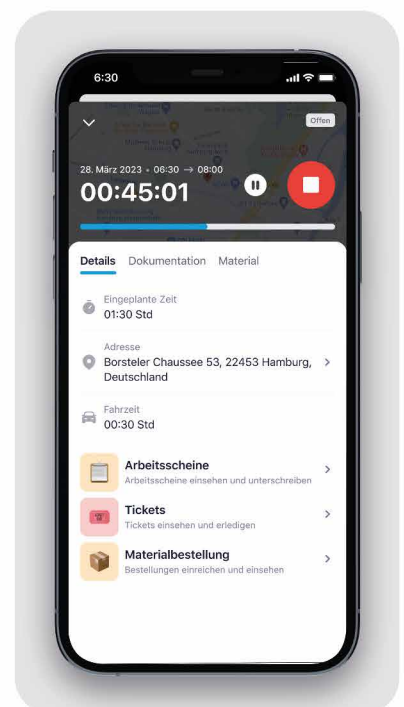 6:30
Offen
28. März 2023 • 06:30 → 08:00
00:45:01
Details Dokumentation Material
Eingeplante Zeit
01:30 Std
Adresse
Borsteler Chaussee 53, 22453 Hamburg,
Deutschland
Fahrzeit
00:30 Std
Arbeitsscheine
Arbeitsscheine einsehen und unterschreiben
Tickets
Tickets einsehen und erledigen
Materialbestellung
Bestellungen einreichen und einsehen